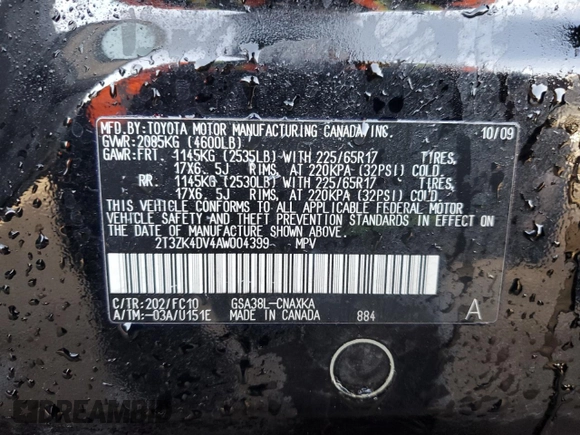 MFD. BY: TOYOTA MOTOR MANUFACTURING CANADA, INC. 10/09
GVWR: 2085KG (4600LB)
GAWR: FRT. 1145KG (2535LB) WITH 225/65R17 TIRES,
17X6. 5J RIMS, AT 220KPA (32PSI) COLD.
RR. 1145KG (2530LB) WITH 225/65R17 TIRES,
17X6. 5J RIMS, AT 220KPA (32PSI) COLD.
THIS VEHICLE CONFORMS TO ALL APPLICABLE FEDERAL MOTOR
VEHICLE SAFETY AND THEFT PREVENTION STANDARDS IN EFFECT ON
THE DATE OF MANUFACTURE SHOWN ABOVE.
2T3ZK4DV4AW004399 MPV
C/TR: 202/FC10 GSA38L-CNAXKA A
A/TM: -03A/U151E MADE IN CANADA 884
DREAMBID